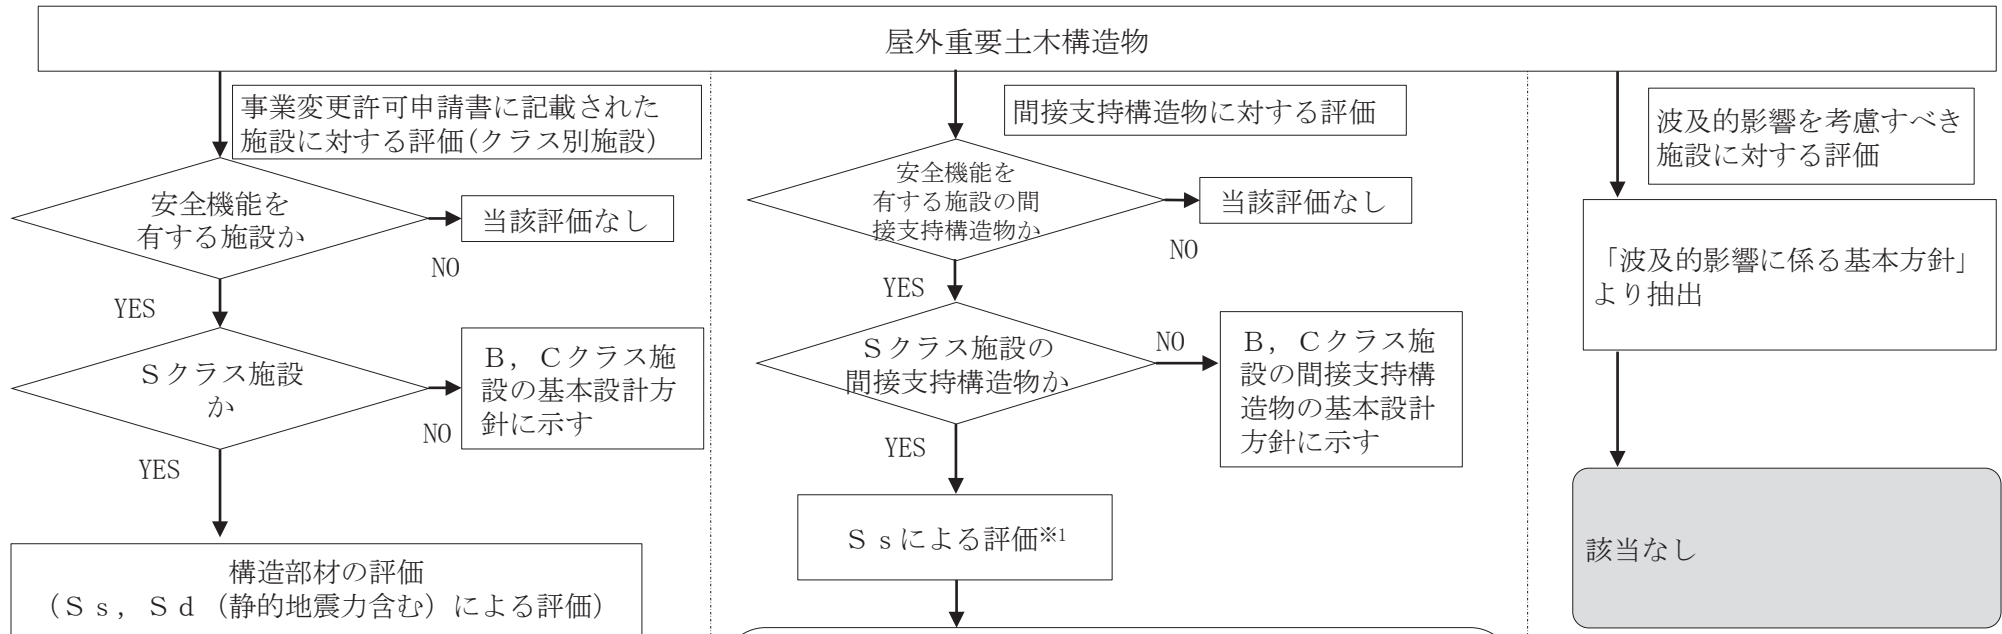 屋外重要土木構造物
事業変更許可申請書に記載された
施設に対する評価(クラス別施設)
安全機能を
有する施設か
当該評価なし
NO
YES
Sクラス施設
か
B,Cクラス施
設の基本設計方
針に示す
NO
YES
構造部材の評価
(Ss,Sd(静的地震力含む)による評価)
間接支持構造物に対する評価
安全機能を
有する施設の間
接支持構造物か
当該評価なし
NO
YES
Sクラス施設の
間接支持構造物か
NO
B,Cクラス施
設の間接支持構
造物の基本設計
方針に示す
YES
Ssによる評価※1
波及的影響を考慮すべき
施設に対する評価
「波及的影響に係る基本方針」
より抽出
該当なし